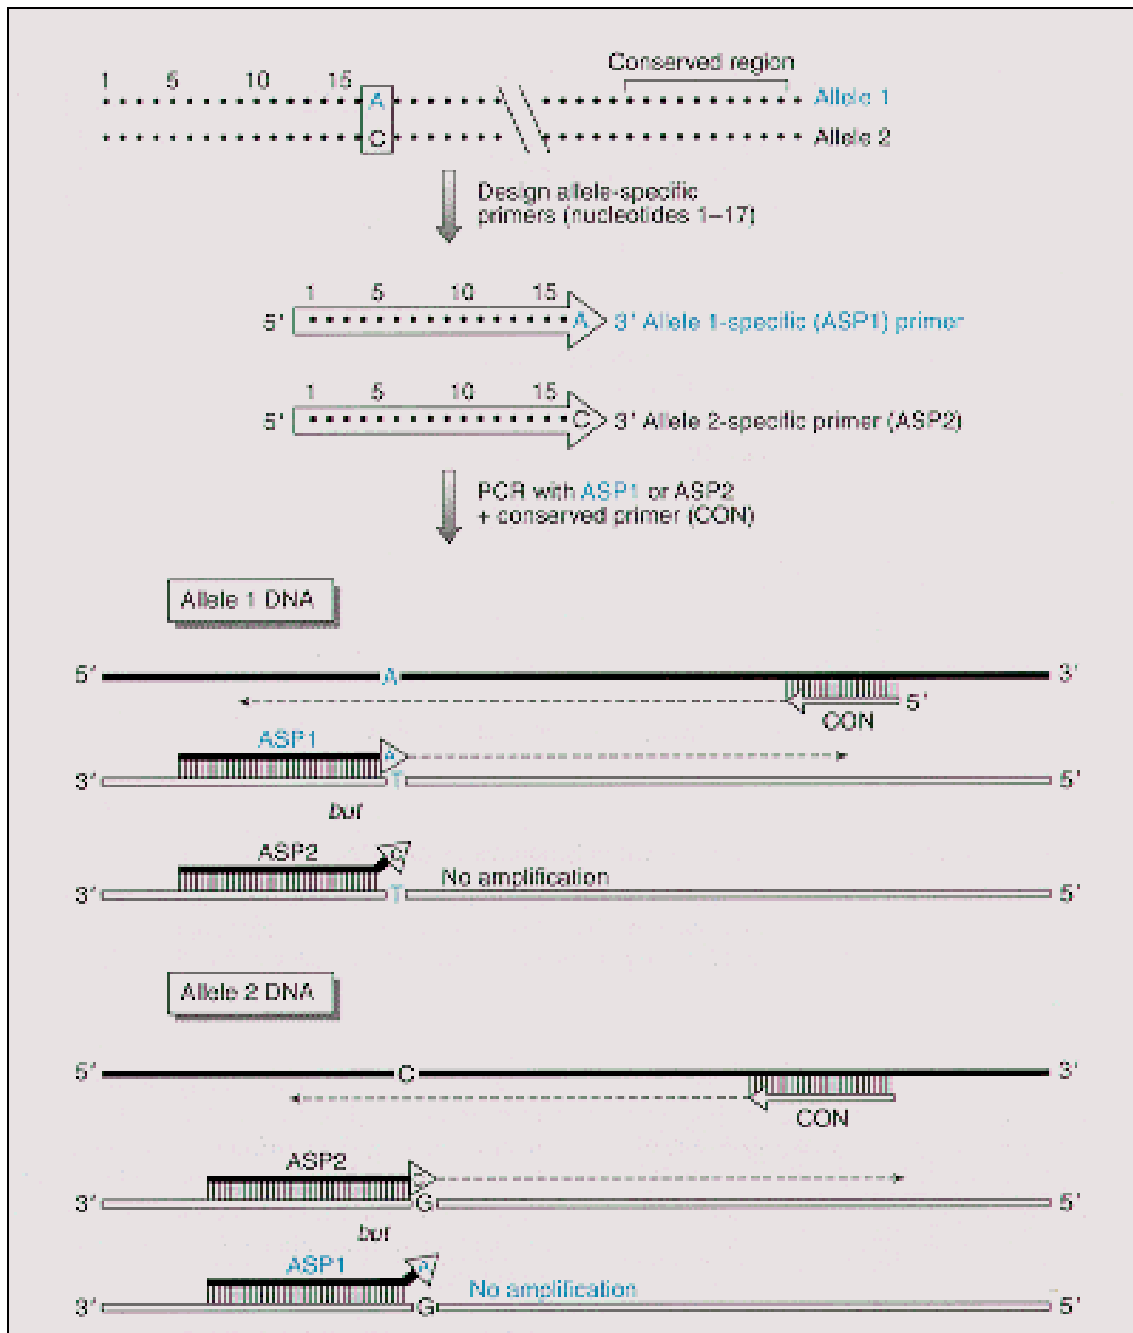 Conserved region
1 5 10 15
A Allele 1
C Allele 2
Design allele-specific
primers (nucleotides 1–17)
1 5 10 15
5' A 3' Allele 1-specific (ASP1) primer
1 5 10 15
5' C 3' Allele 2-specific primer (ASP2)
PCR with ASP1 or ASP2
+ conserved primer (CON)
Allele 1 DNA
5' A 3'
5'
CON
ASP1
A
3' T 5'
but
ASP2
No amplification
3' T 5'
Allele 2 DNA
5' C 3'
CON
ASP2
3' G 5'
but
ASP1
A
No amplification
3' G 5'